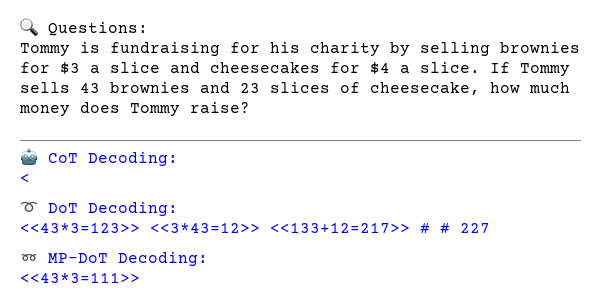 🔍 Questions:
Tommy is fundraising for his charity by selling brownies
for $3 a slice and cheesecakes for $4 a slice. If Tommy
sells 43 brownies and 23 slices of cheesecake, how much
money does Tommy raise?
🤖 CoT Decoding:
<
➰ DoT Decoding:
<<43*3=123>> <<3*43=12>> <<133+12=217>> # # 227
➿ MP-DoT Decoding:
<<43*3=111>>